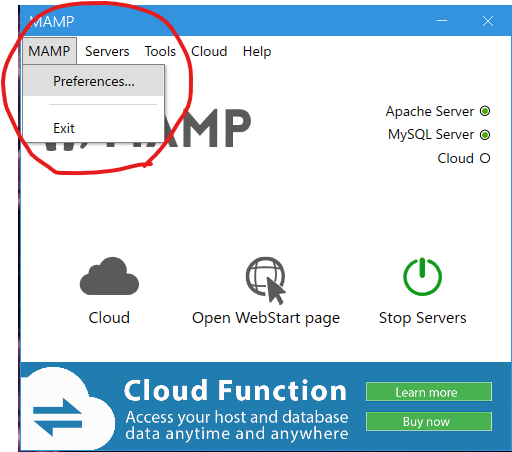 MAMP
MAMP Servers Tools Cloud Help
Preferences...
Exit
MAMP
Apache Server
MySQL Server
Cloud
Cloud
Open WebStart page
Stop Servers
Cloud Function
Access your host and database
data anytime and anywhere
Learn more
Buy now